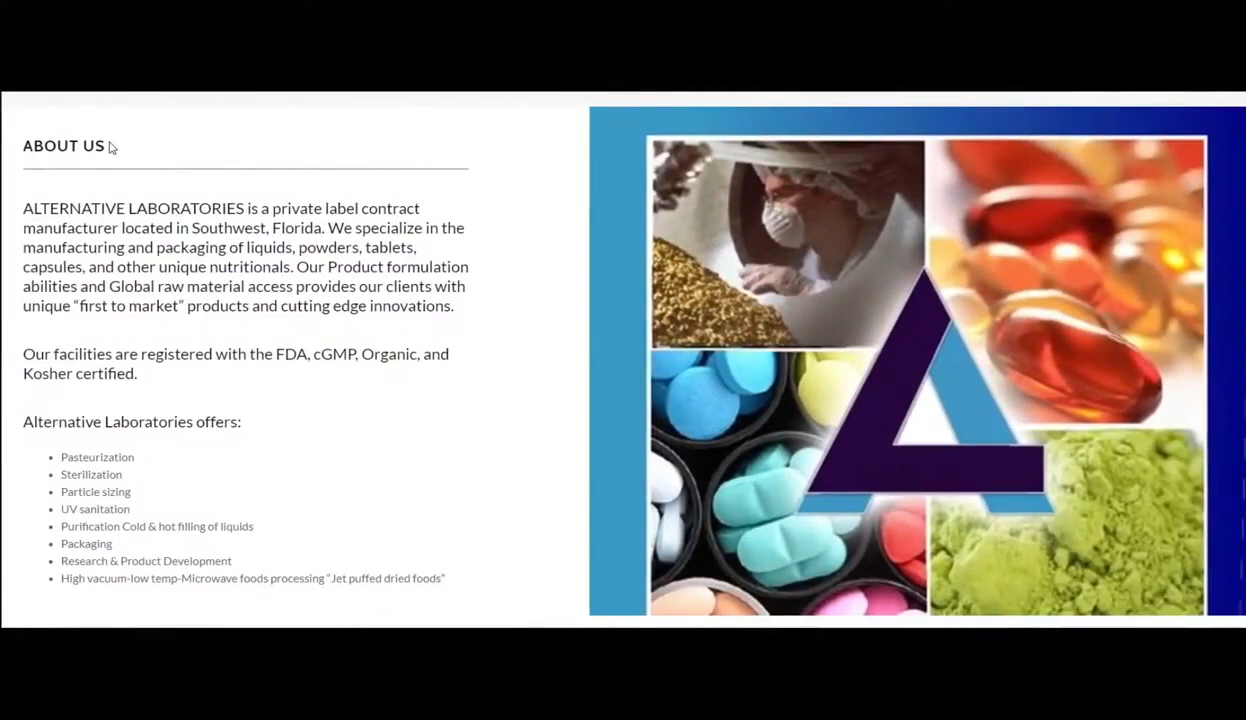 ABOUT US
ALTERNATIVE LABORATORIES is a private label contract
manufacturer located in Southwest, Florida. We specialize in the
manufacturing and packaging of liquids, powders, tablets,
capsules, and other unique nutritionals. Our Product formulation
abilities and Global raw material access provides our clients with
unique “first to market” products and cutting edge innovations.
Our facilities are registered with the FDA, cGMP, Organic, and
Kosher certified.
Alternative Laboratories offers:
• Pasteurization
• Sterilization
• Particle sizing
• UV sanitation
• Purification Cold & hot filling of liquids
• Packaging
• Research & Product Development
• High vacuum-low temp-Microwave foods processing “Jet puffed dried foods”